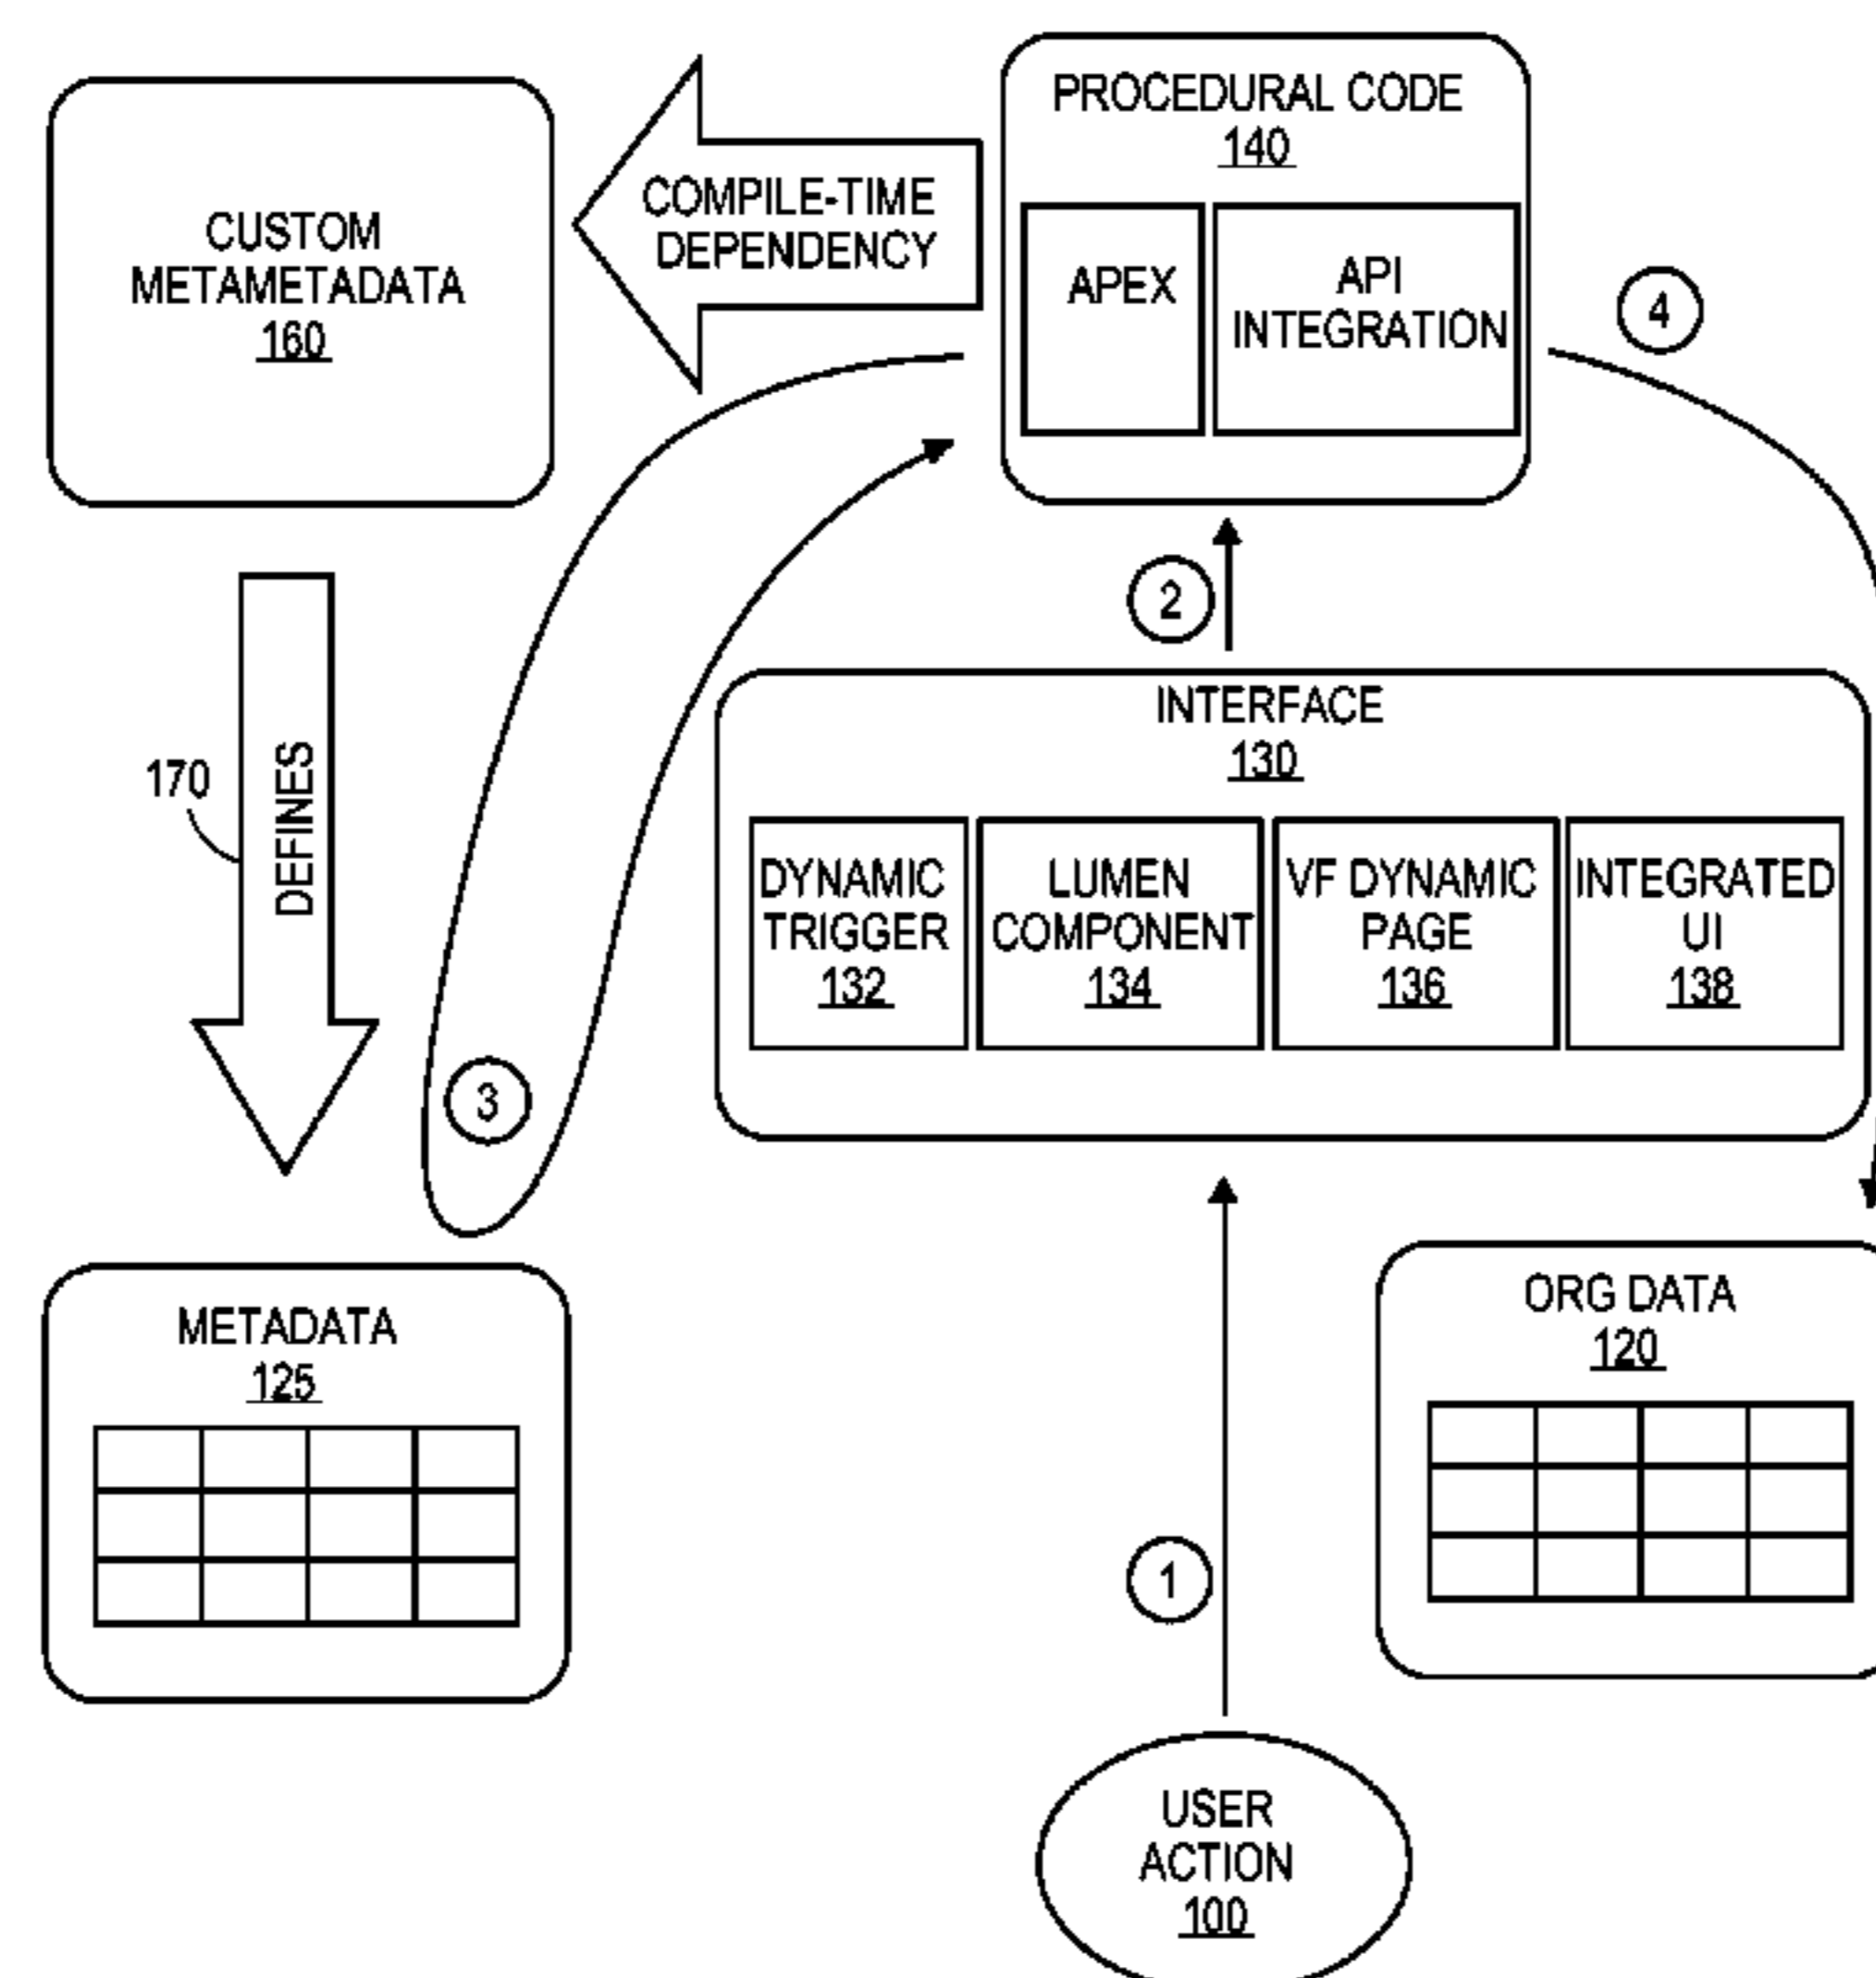 PROCEDURAL CODE
140
APEX
API
INTEGRATION
COMPILE-TIME
DEPENDENCY
CUSTOM
METAMETADATA
160
4
2
INTERFACE
130
DYNAMIC
TRIGGER
132
LUMEN
COMPONENT
134
VF DYNAMIC
PAGE
136
INTEGRATED
UI
138
170
DEFINES
3
METADATA
125
ORG DATA
120
1
USER
ACTION
100